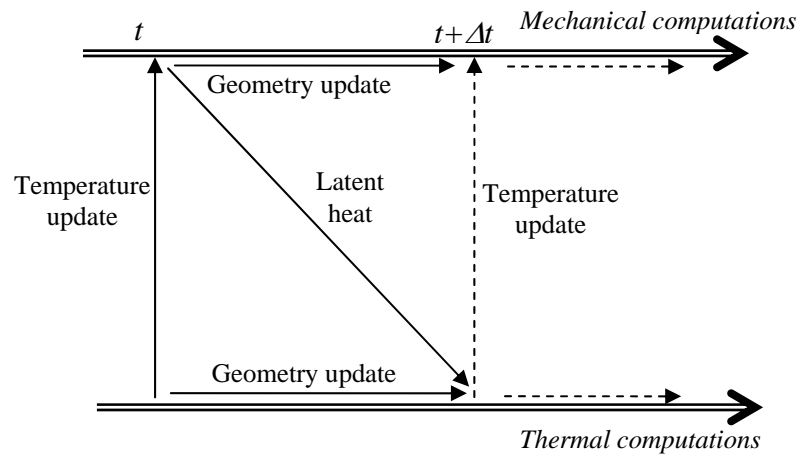 Mechanical computations
t
t+Δt
Geometry update
Temperature
update
Latent
heat
Temperature
update
Geometry update
Thermal computations